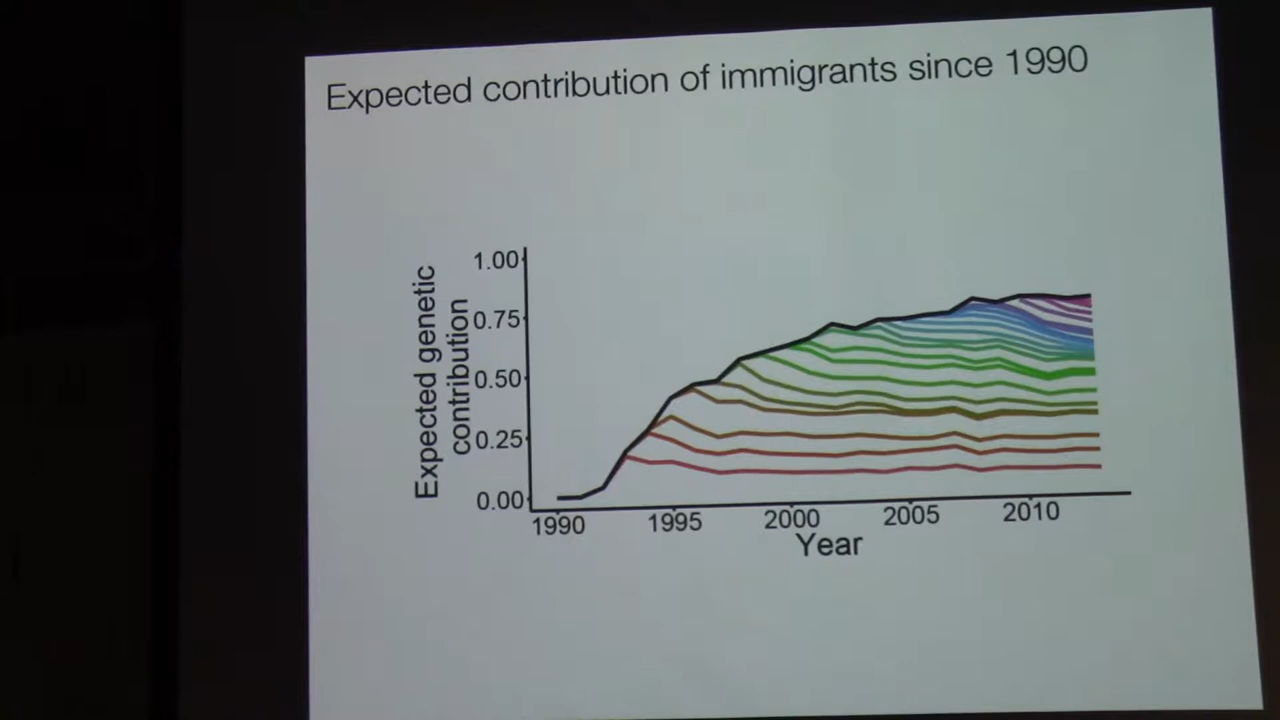 Expected contribution of immigrants since 1990
Expected genetic
contribution
1.00
0.75
0.50
0.25
0.00
1990 1995 2000 2005 2010
Year